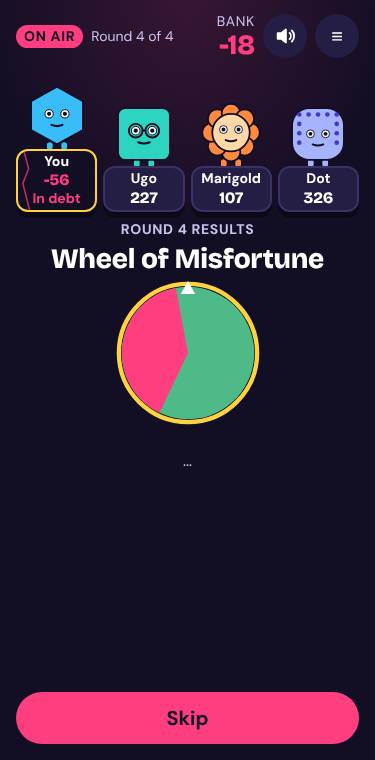 ON AIR
Round 4 of 4
BANK
-18
You
-56
In debt
Ugo
227
Marigold
107
Dot
326
ROUND 4 RESULTS
Wheel of Misfortune
...
Skip